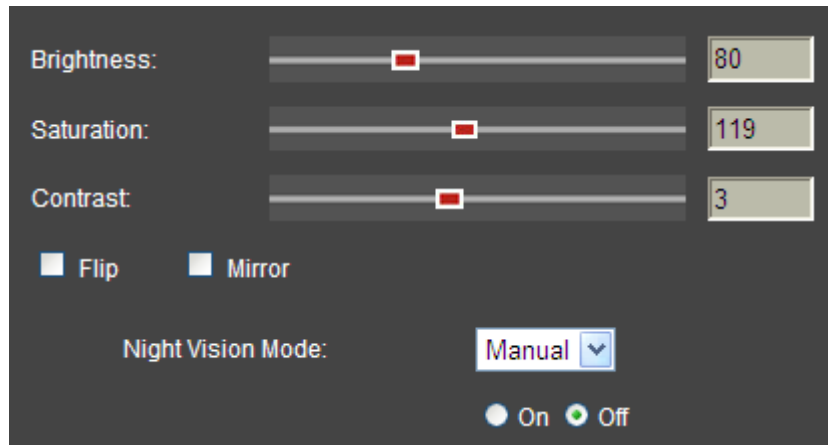 Brightness: 80
Saturation: 119
Contrast: 3
Flip Mirror
Night Vision Mode: Manual
On Off